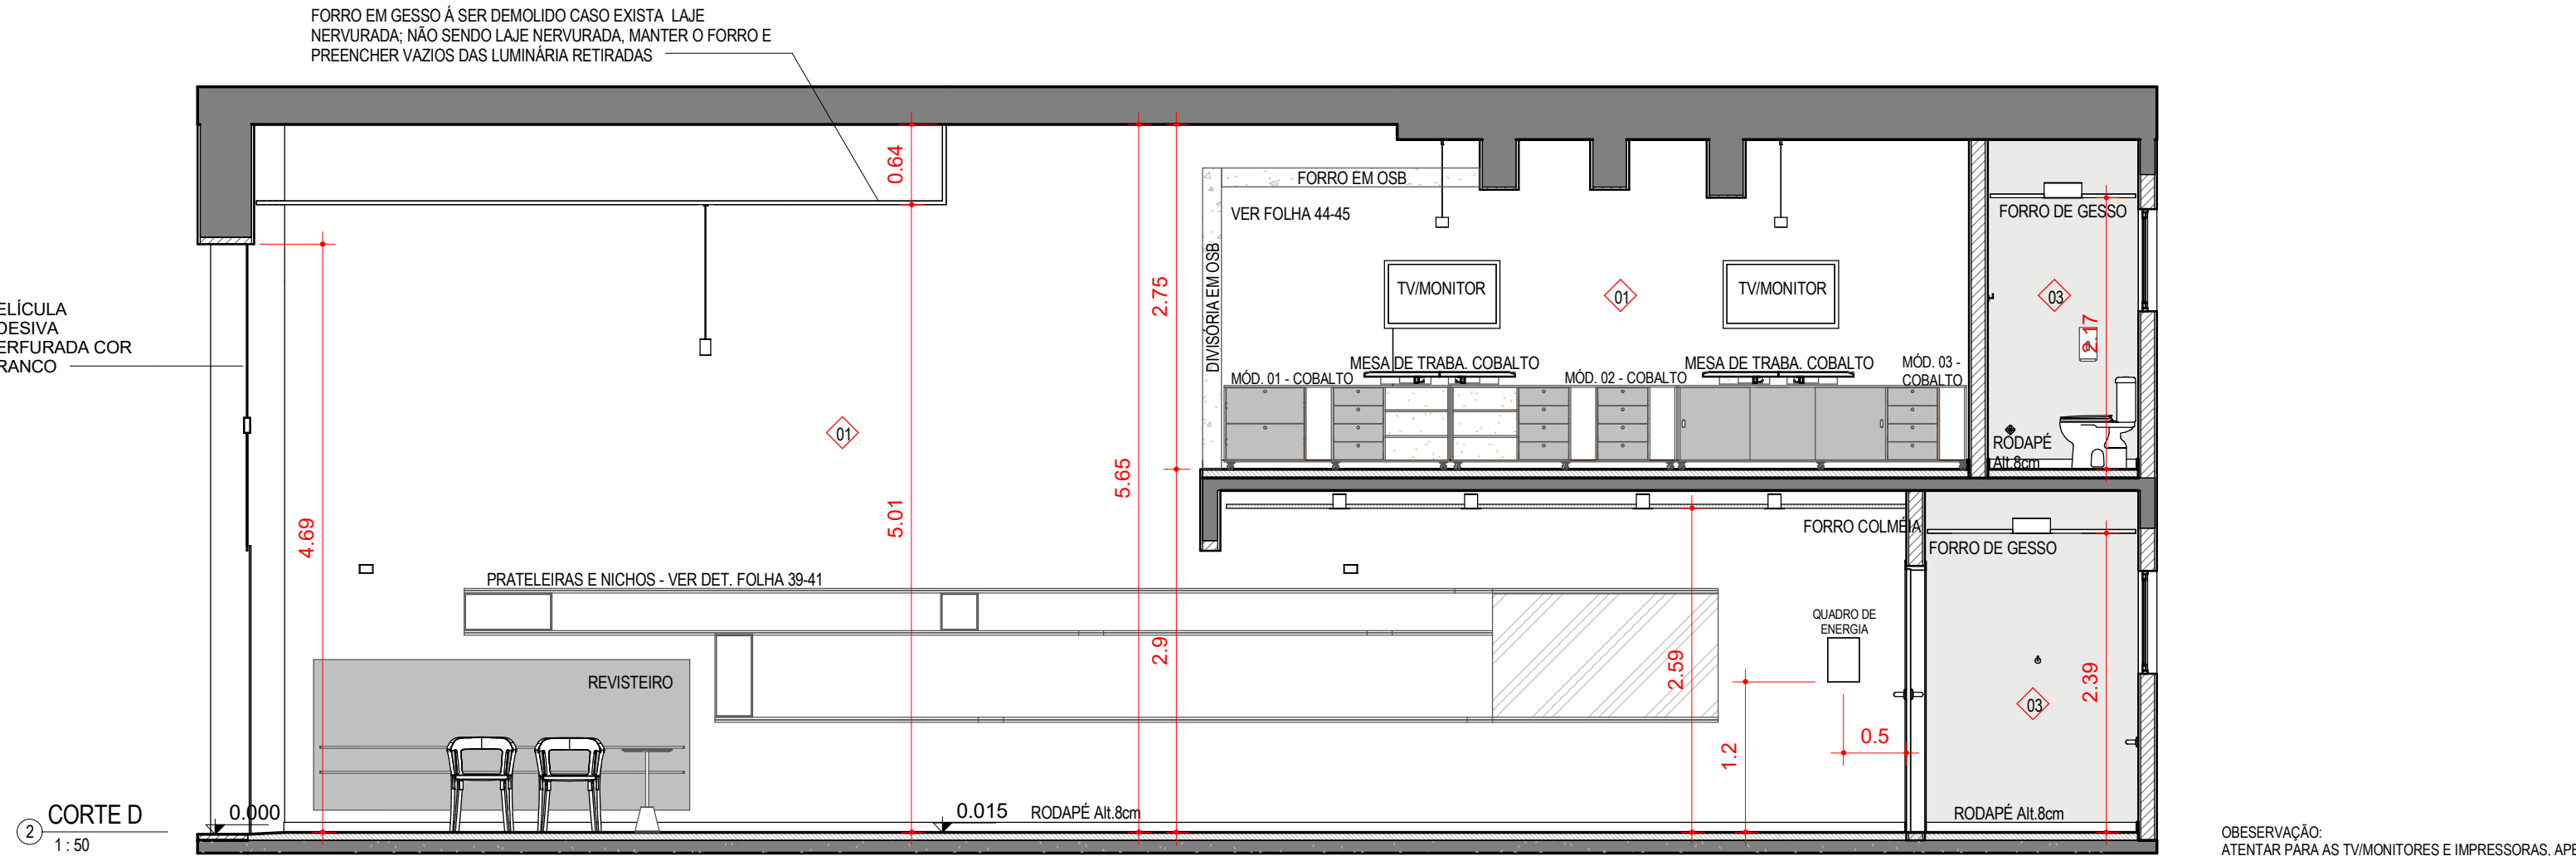 FORRO EM GESSO Á SER DEMOLIDO CASO EXISTA LAJE
NERVURADA; NÃO SENDO LAJE NERVURADA, MANTER O FORRO E
PREENCHER VAZIOS DAS LUMINÁRIA RETIRADAS
0.64
FORRO EM OSB
VER FOLHA 44-45
FORRO DE GESSO
DIVISÓRIA EM OSB
2.75
TV/MONITOR
TV/MONITOR
01
03
2.17
ELÍCULA
DESIVA
ERFURADA COR
RANCO
MESA DE TRABA. COBALTO
MESA DE TRABA. COBALTO
MÓD. 01 - COBALTO
MÓD. 02 - COBALTO
MÓD. 03 -
COBALTO
01
RODAPÉ
Alt.8cm
4.69
5.01
5.65
FORRO COLMÉIA
FORRO DE GESSO
PRATELEIRAS E NICHOS - VER DET. FOLHA 39-41
QUADRO DE
ENERGIA
2.9
2.59
2.39
REVISTEIRO
03
1.2
0.5
2
CORTE D
1 : 50
0.000
0.015
RODAPÉ Alt.8cm
RODAPÉ Alt.8cm
OBESERVAÇÃO:
ATENTAR PARA AS TV/MONITORES E IMPRESSORAS,